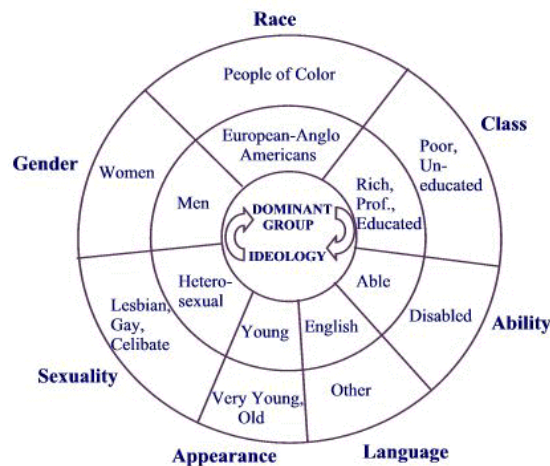 Race
People of Color
European-Anglo
Americans
Class
Poor,
Un-
educated
Rich,
Prof.,
Educated
Gender
Women
Men
DOMINANT
GROUP
IDEOLOGY
Able
Disabled
Ability
Hetero-
sexual
Lesbian,
Gay,
Celibate
Sexuality
Young
Very Young,
Old
Appearance
English
Other
Language